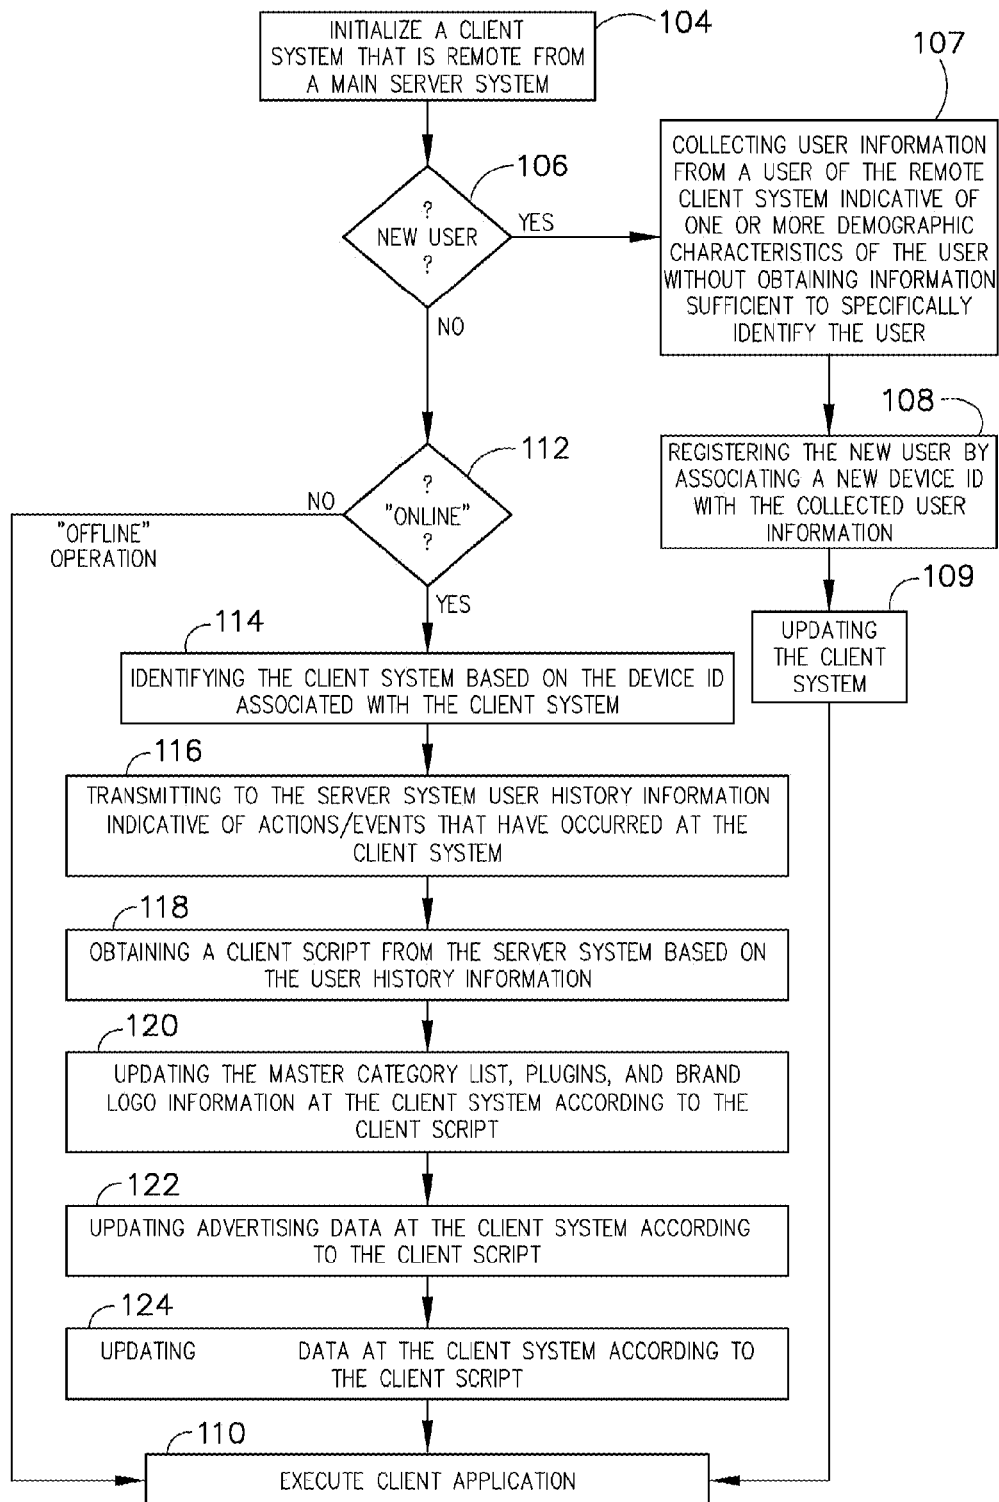 INITIALIZE A CLIENT
SYSTEM THAT IS REMOTE FROM
A MAIN SERVER SYSTEM
104
?
NEW USER
?
106
YES
NO
107
COLLECTING USER INFORMATION
FROM A USER OF THE REMOTE
CLIENT SYSTEM INDICATIVE OF
ONE OR MORE DEMOGRAPHIC
CHARACTERISTICS OF THE USER
WITHOUT OBTAINING INFORMATION
SUFFICIENT TO SPECIFICALLY
IDENTIFY THE USER
108
REGISTERING THE NEW USER BY
ASSOCIATING A NEW DEVICE ID
WITH THE COLLECTED USER
INFORMATION
109
UPDATING
THE CLIENT
SYSTEM
112
?
"ONLINE"
?
NO
"OFFLINE"
OPERATION
YES
114
IDENTIFYING THE CLIENT SYSTEM BASED ON THE DEVICE ID
ASSOCIATED WITH THE CLIENT SYSTEM
116
TRANSMITTING TO THE SERVER SYSTEM USER HISTORY INFORMATION
INDICATIVE OF ACTIONS/EVENTS THAT HAVE OCCURRED AT THE
CLIENT SYSTEM
118
OBTAINING A CLIENT SCRIPT FROM THE SERVER SYSTEM BASED ON
THE USER HISTORY INFORMATION
120
UPDATING THE MASTER CATEGORY LIST, PLUGINS, AND BRAND
LOGO INFORMATION AT THE CLIENT SYSTEM ACCORDING TO THE
CLIENT SCRIPT
122
UPDATING ADVERTISING DATA AT THE CLIENT SYSTEM ACCORDING
TO THE CLIENT SCRIPT
124
UPDATING DATA AT THE CLIENT SYSTEM ACCORDING TO
THE CLIENT SCRIPT
110
EXECUTE CLIENT APPLICATION